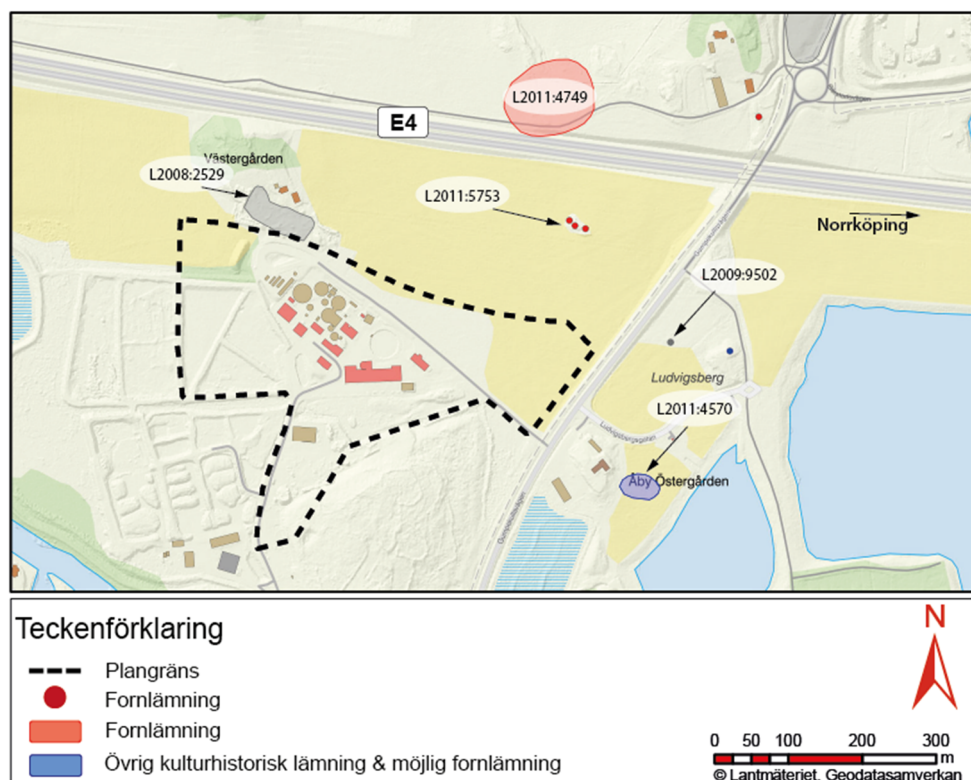 L2011:4749
E4
Västergården
L2008:2529
L2011:5753
Norrköping
L2009:9502
Ludvigsberg
L2011:4570
Ludvigsbergsgatan
Åby Östergården
Teckenförklaring
Plangräns
Fornlämning
Fornlämning
Övrig kulturhistorisk lämning & möjlig fornlämning
N
0 50 100 200 300
m
© Lantmäteriet, Geodatasamverkan